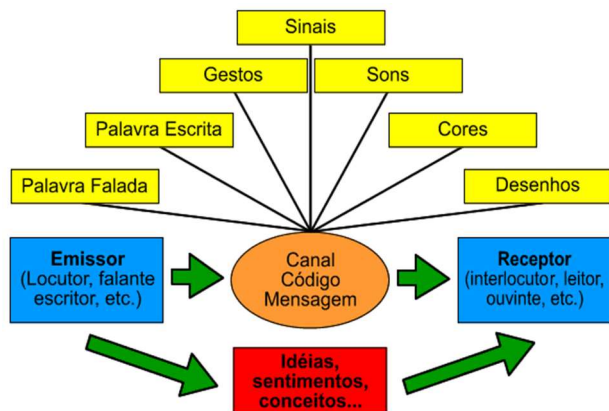 Sinais
Gestos
Sons
Palavra Escrita
Cores
Palavra Falada
Desenhos
Emissor
(Locutor, falante
escritor, etc.)
Canal
Código
Mensagem
Receptor
(interlocutor, leitor,
ouvinte, etc.)
Idéias,
sentimentos,
conceitos...